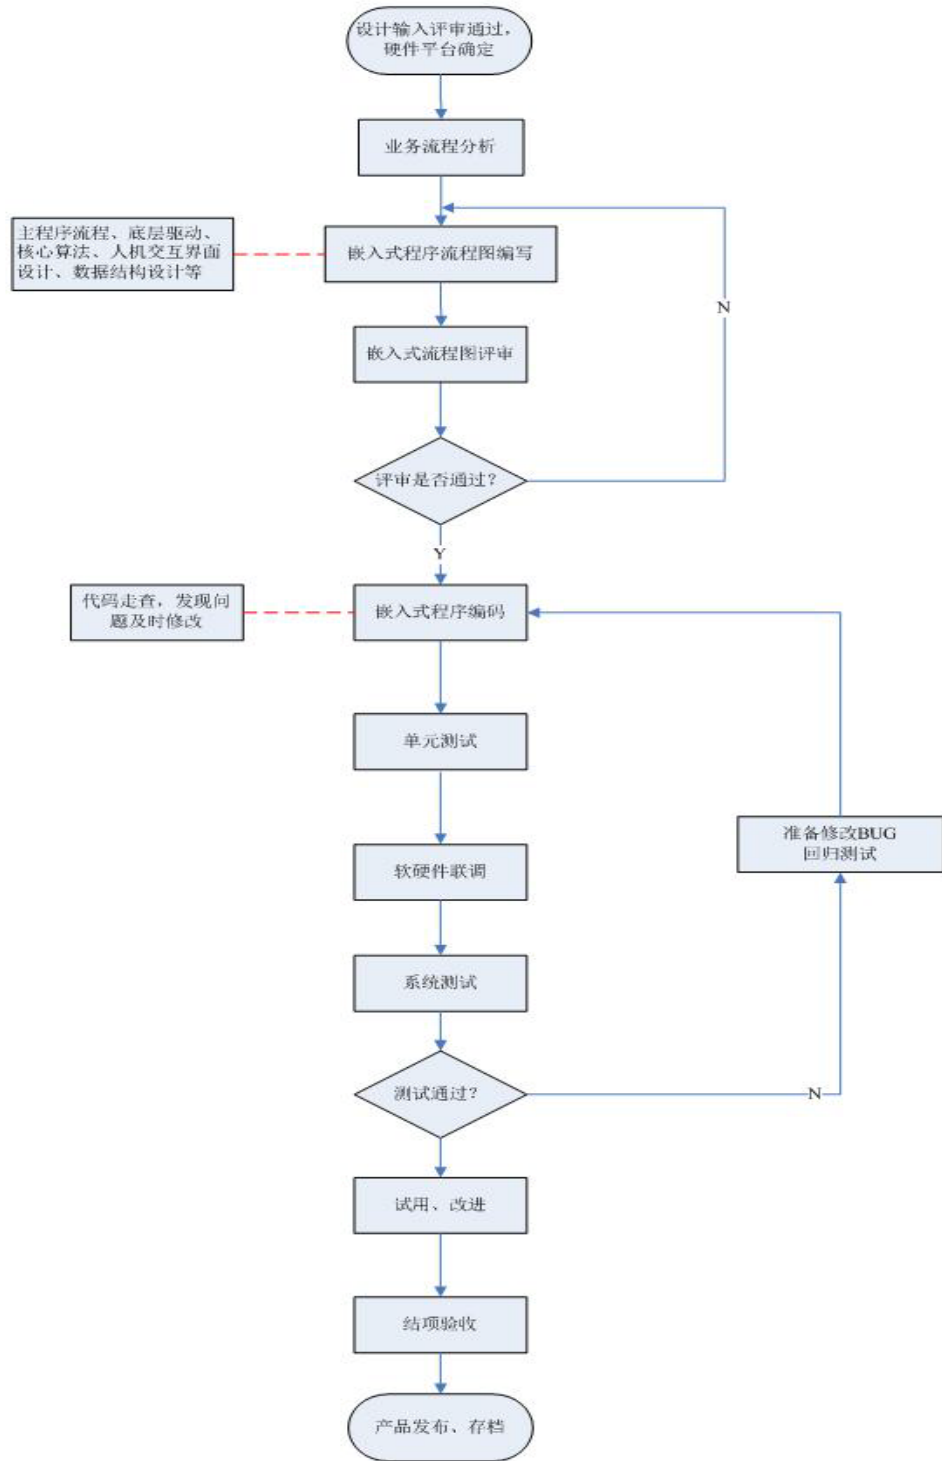 设计输入评审通过，
硬件平台确定
业务流程分析
主程序流程、底层驱动、
核心算法、人机交互界面
设计、数据结构设计等
嵌入式程序流程图编写
N
嵌入式流程图评审
评审是否通过？
Y
代码走查，发现问
题及时修改
嵌入式程序编码
单元测试
准备修改BUG
回归测试
软硬件联调
系统测试
测试通过？
N
试用、改进
结项验收
产品发布、存档